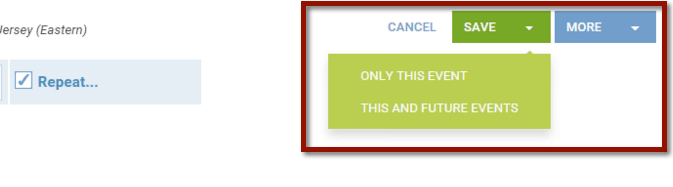 Jersey (Eastern)
CANCEL SAVE MORE
Repeat...
ONLY THIS EVENT
THIS AND FUTURE EVENTS